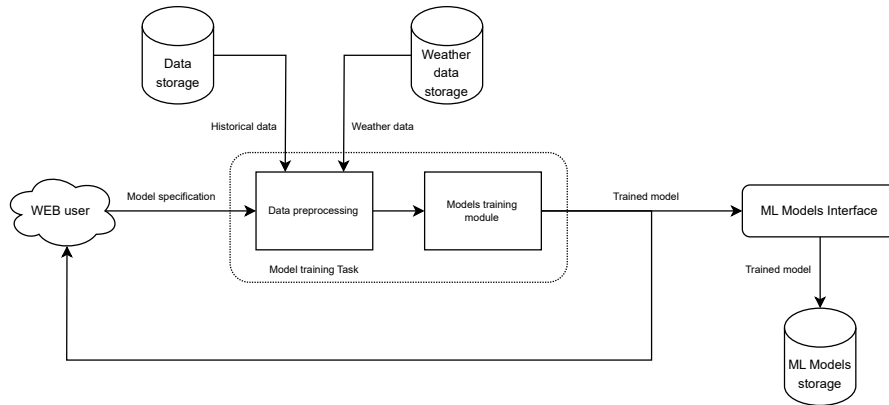 Data
storage
Weather
data
storage
Historical data
Weather data
WEB user
Model specification
Data preprocessing
Models training
module
Trained model
ML Models Interface
Model training Task
Trained model
ML Models
storage